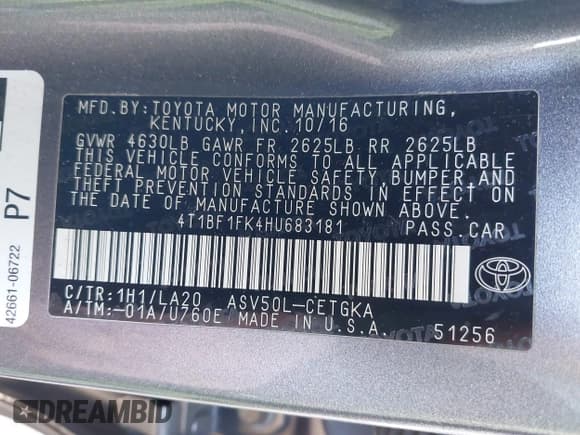 MFD.BY:TOYOTA MOTOR MANUFACTURING,
KENTUCKY, INC. 10/16
GVWR 4630LB GAWR FR 2625LB RR 2625LB
THIS VEHICLE CONFORMS TO ALL APPLICABLE
FEDERAL MOTOR VEHICLE SAFETY, BUMPER AND
THEFT PREVENTION STANDARDS IN EFFECT ON
THE DATE OF MANUFACTURE SHOWN ABOVE.
4T1BF1FK4HU683181 PASS.CAR
C/TR:1H1/LA20 ASV50L-CETGKA
A/TM:-01A/U760E MADE IN U.S.A. 51256
TOYOTA
P7
42661-06722
DREAMBID